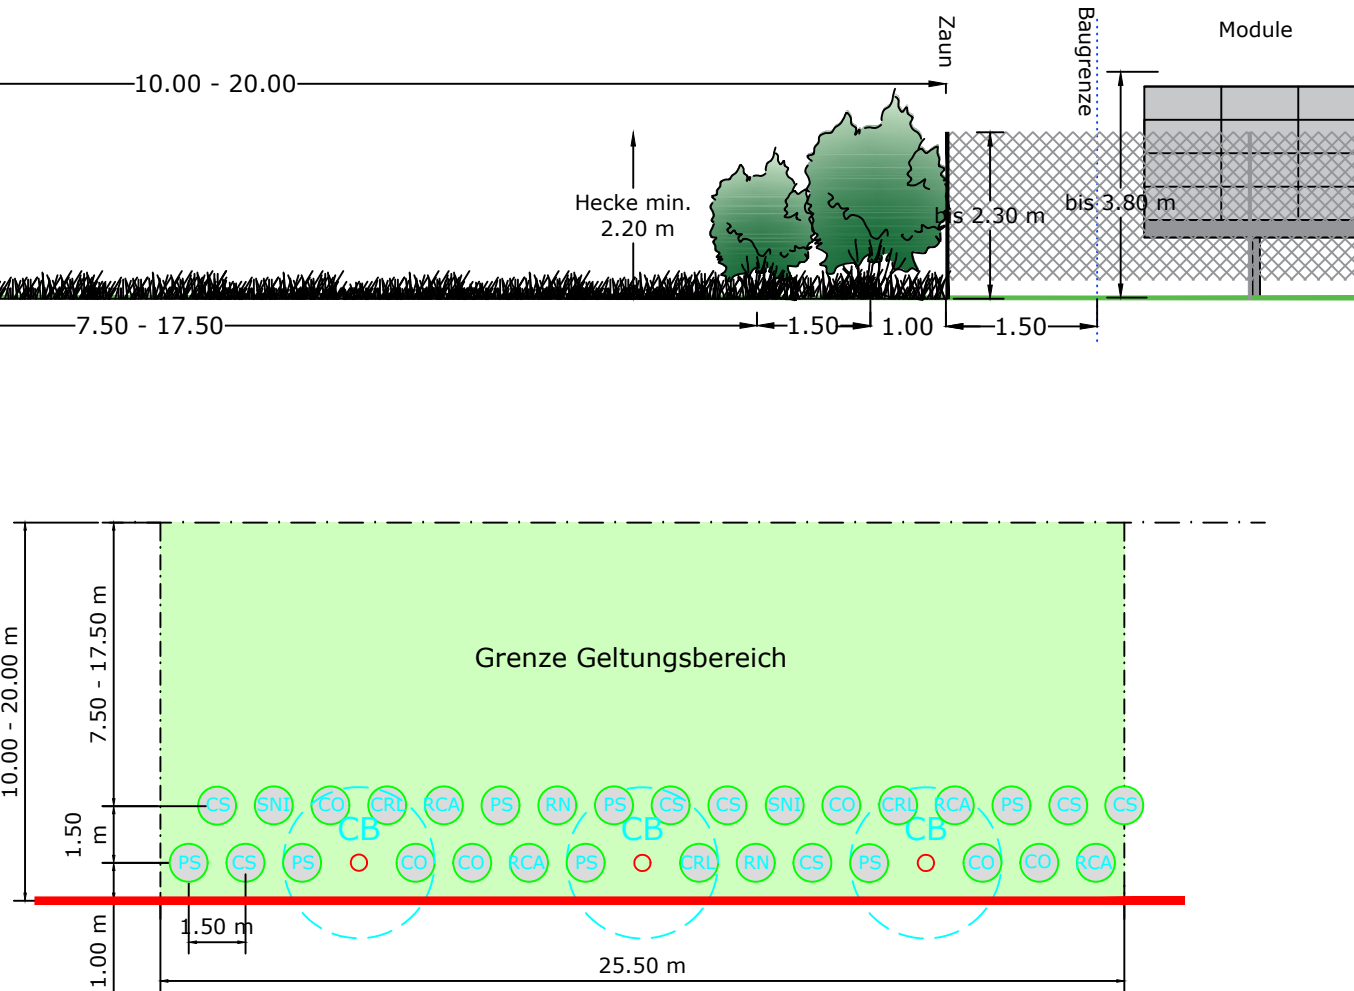 Zaun
Baugrenze
Module
10.00 - 20.00
Hecke min.
2.20 m
bis 2.30 m
bis 3.80 m
7.50 - 17.50
1.50
1.00
1.50
10.00 - 20.00 m
7.50 - 17.50 m
Grenze Geltungsbereich
CS SNI CO CRL RCA PS RN PS CS CS SNI CO CRL RCA PS CS CS
1.50
m
CB CB CB
PS CS PS CO CO RCA PS CRL RN CS PS CO CO RCA
1.00 m
1.50 m
25.50 m